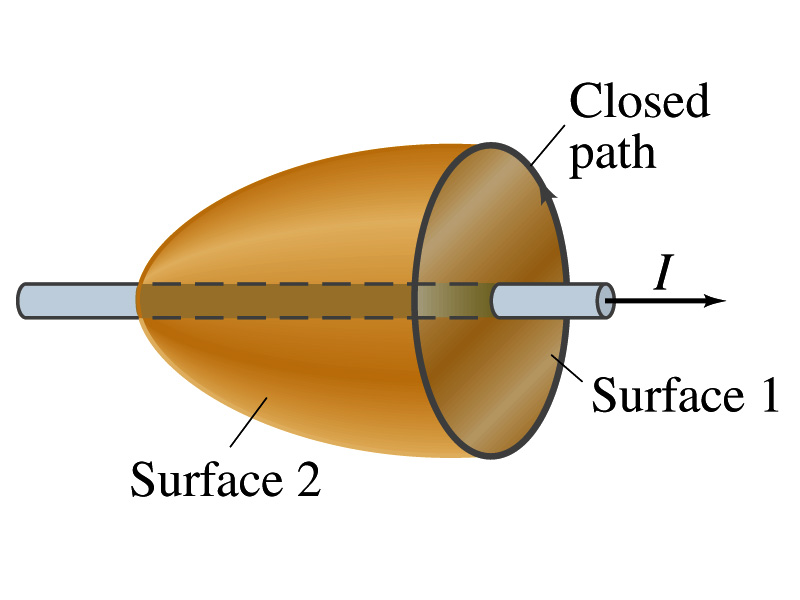 Closed
path
I
Surface 1
Surface 2